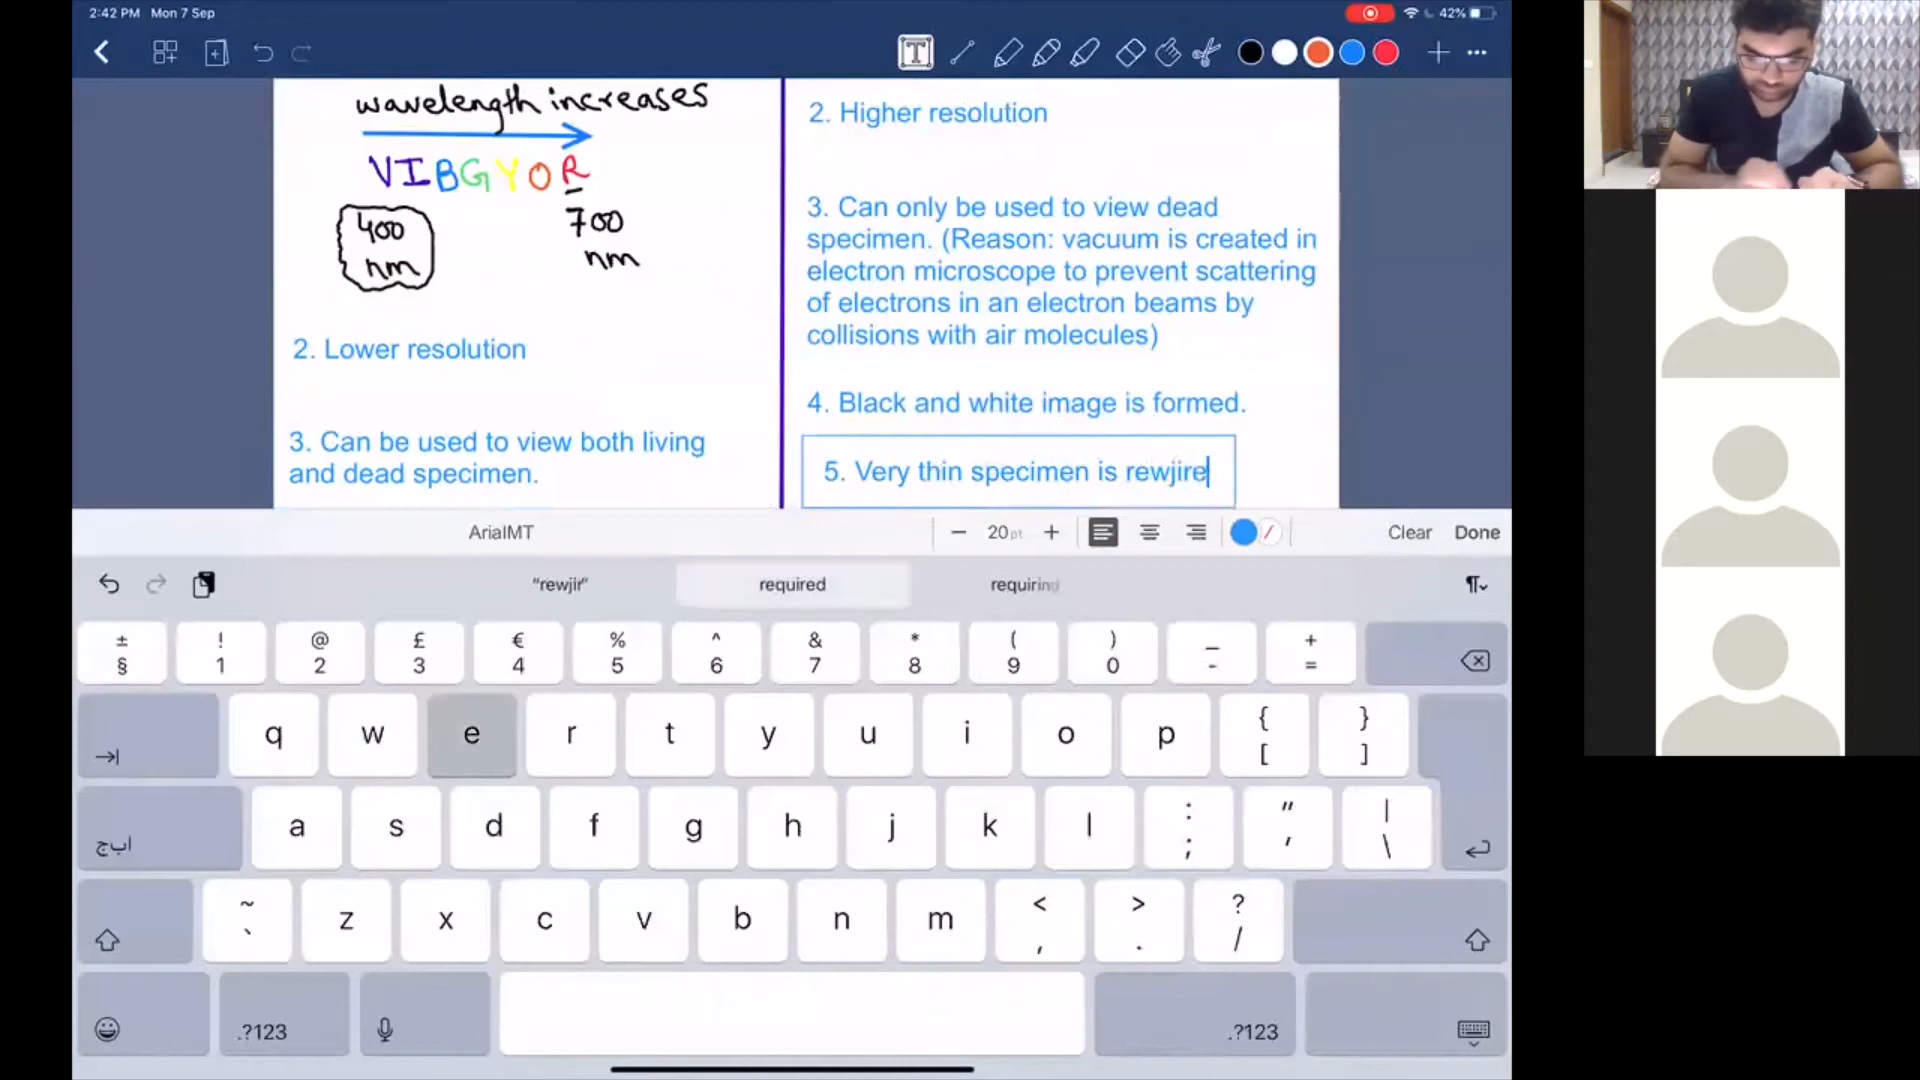 2:42 PM Mon 7 Sep
42%
T
wavelength increases
VIBGYOR
400
nm
700
nm
2. Lower resolution
3. Can be used to view both living
and dead specimen.
2. Higher resolution
3. Can only be used to view dead
specimen. (Reason: vacuum is created in
electron microscope to prevent scattering
of electrons in an electron beams by
collisions with air molecules)
4. Black and white image is formed.
5. Very thin specimen is rewjire
ArialMT
− 20pt +
Clear Done
“rewjir” required requiring
± ! @ £ € % ^ & * ( ) _ +
§ 1 2 3 4 5 6 7 8 9 0 - =
q w e r t y u i o p { }
[ ]
ابج a s d f g h j k l : " |
; ' \
~ z x c v b n m < > ?
` , . /
.?123 .?123